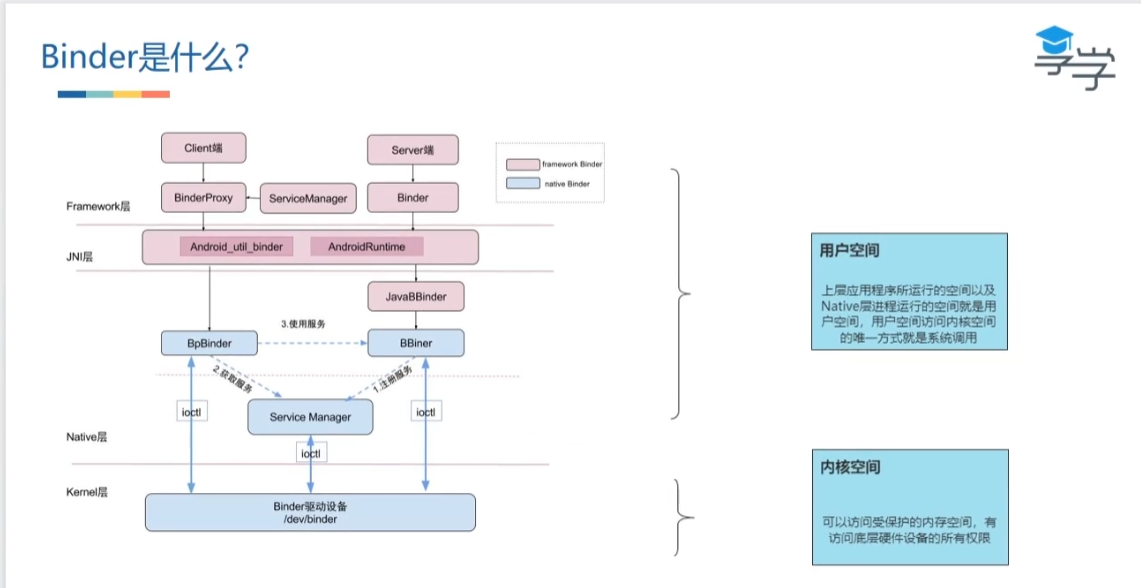 Binder是什么?
享学
Client端
Server端
framework Binder
native Binder
BinderProxy
ServiceManager
Binder
Framework层
JNI层
Android_util_binder
AndroidRuntime
JavaBBinder
3.使用服务
BpBinder
BBiner
2.获取服务
1.注册服务
ioctl
Service Manager
ioctl
ioctl
Native层
Kernel层
Binder驱动设备
/dev/binder
用户空间
上层应用程序所运行的空间以及
Native层进程运行的空间就是用
户空间，用户空间访问内核空间
的唯一方式就是系统调用
内核空间
可以访问受保护的内存空间，有
访问底层硬件设备的所有权限